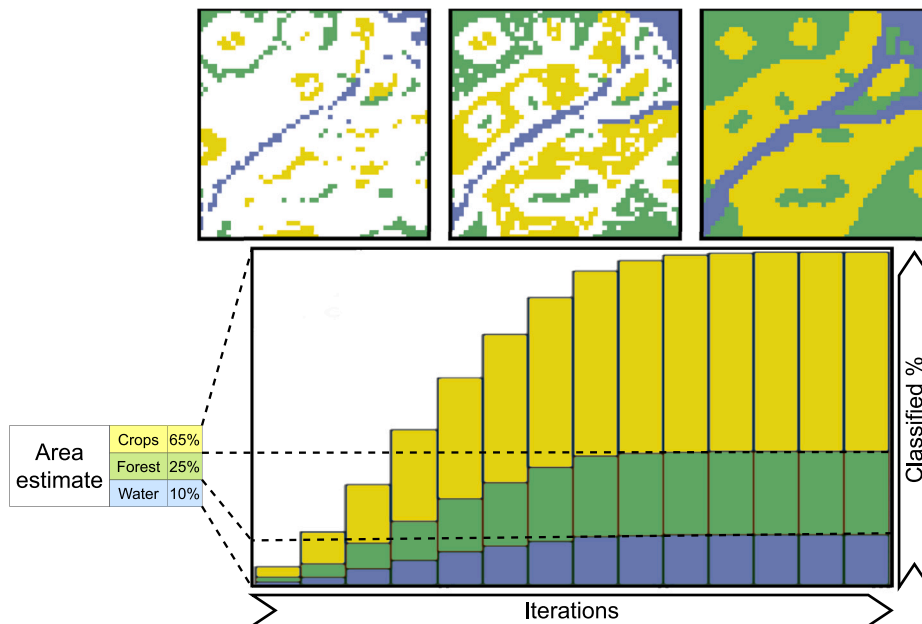 Area
estimate
Crops 65%
Forest 25%
Water 10%
Classified %
Iterations